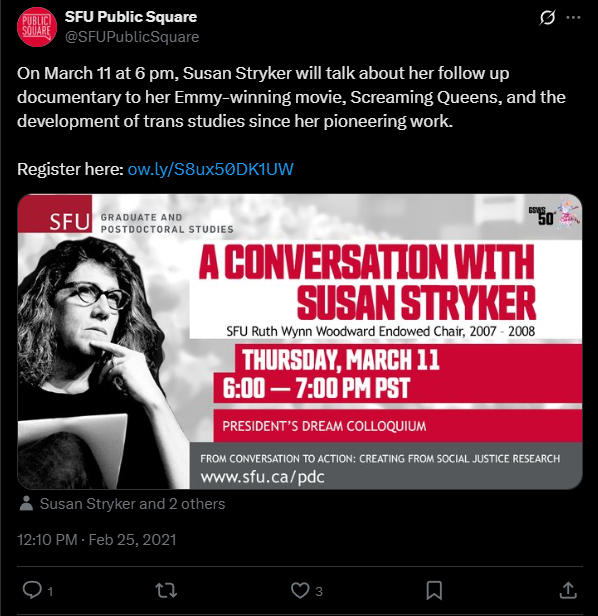 PUBLIC
SQUARE
SFU Public Square
@SFUPublicSquare
On March 11 at 6 pm, Susan Stryker will talk about her follow up
documentary to her Emmy-winning movie, Screaming Queens, and the
development of trans studies since her pioneering work.
Register here: ow.ly/S8ux50DK1UW
SFU
GRADUATE AND
POSTDOCTORAL STUDIES
GSWS
50
A CONVERSATION WITH
SUSAN STRYKER
SFU Ruth Wynn Woodward Endowed Chair, 2007 - 2008
THURSDAY, MARCH 11
6:00 — 7:00 PM PST
PRESIDENT'S DREAM COLLOQUIUM
FROM CONVERSATION TO ACTION: CREATING FROM SOCIAL JUSTICE RESEARCH
www.sfu.ca/pdc
Susan Stryker and 2 others
12:10 PM · Feb 25, 2021
1
3